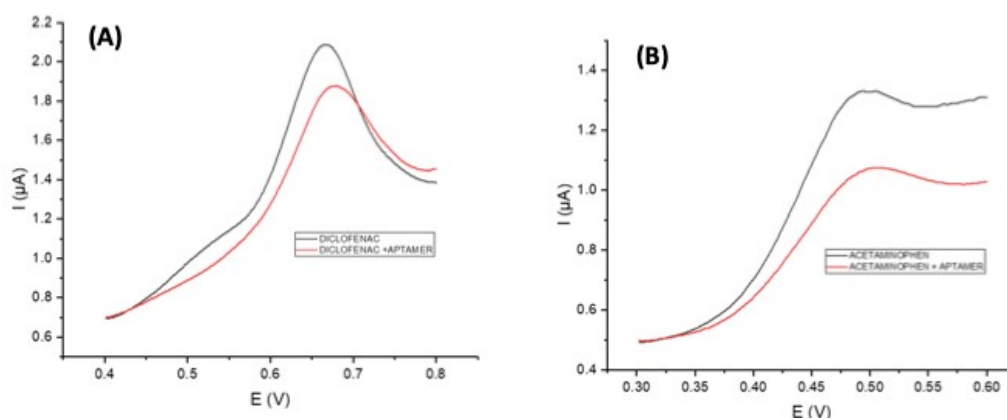 (A)
2.2
2.0
1.8
1.6
1.4
1.2
1.0
0.8
0.6
I (µA)
DICLOFENAC
DICLOFENAC +APTAMER
0.4
0.5
0.6
0.7
0.8
E (V)
(B)
1.4
1.2
1.0
0.8
0.6
0.4
I (µA)
ACETAMINOPHEN
ACETAMINOPHEN + APTAMER
0.30
0.35
0.40
0.45
0.50
0.55
0.60
E (V)